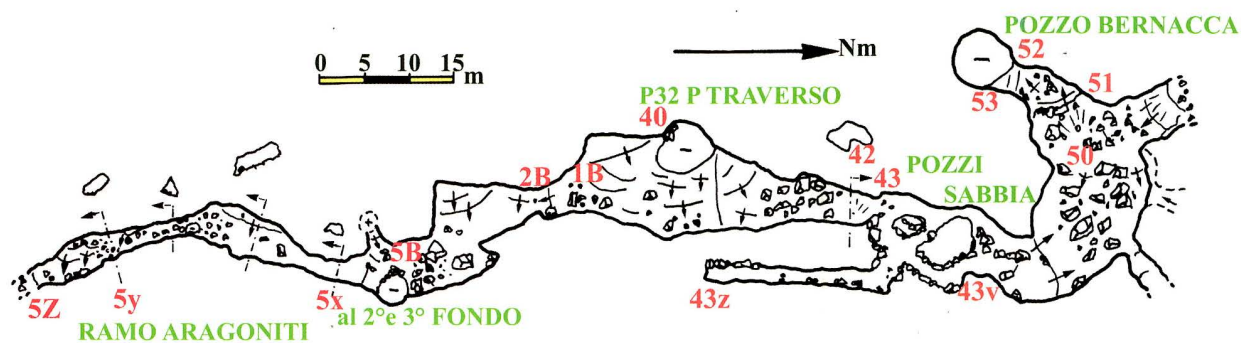 POZZO BERNACCA
52
0 5 10 15 m
Nm
51
53
P32 P TRAVERSO
40
42
50
43
POZZI
SABBIA
2B
1B
5B
5Z
5y
5x
43z
43v
al 2°e 3° FONDO
RAMO ARAGONITI